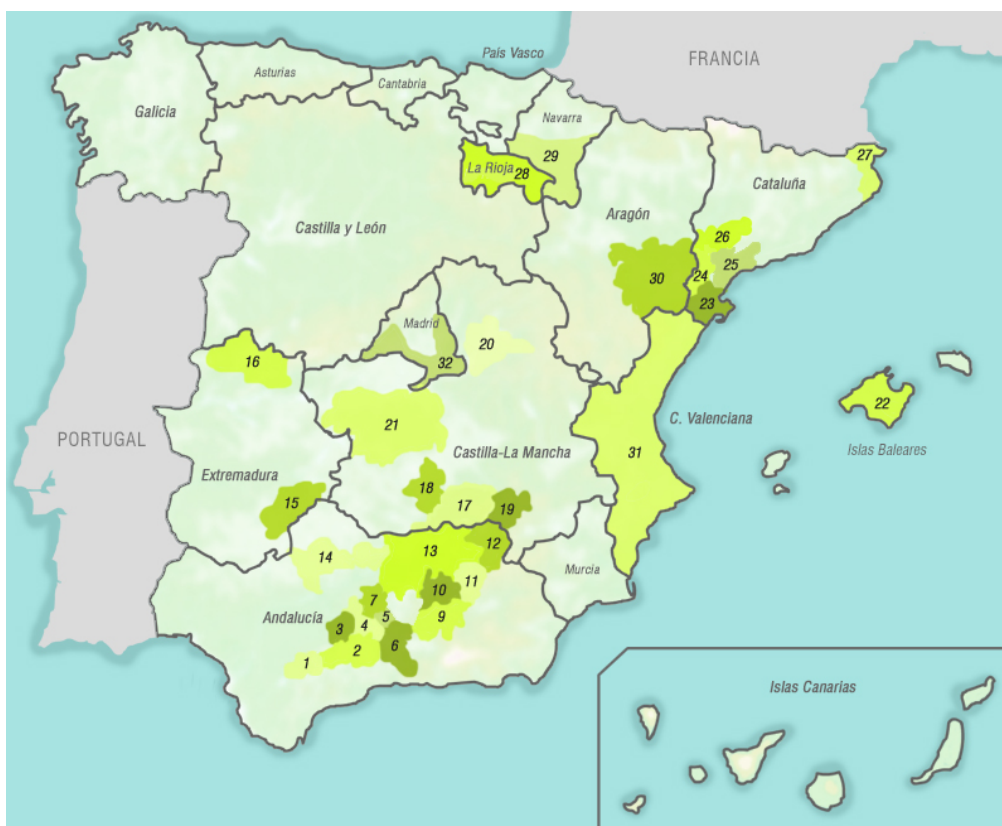 País Vasco
FRANCIA
Asturias
Cantabria
Galicia
Navarra
29
27
La Rioja
28
Cataluña
Aragón
Castilla y León
26
25
30
24
23
Madrid
20
32
16
22
21
C. Valenciana
PORTUGAL
Islas Baleares
Castilla-La Mancha
31
Extremadura
18
15
17
19
12
13
14
Murcia
11
10
7
Andalucía
5
9
3
4
6
2
1
Islas Canarias